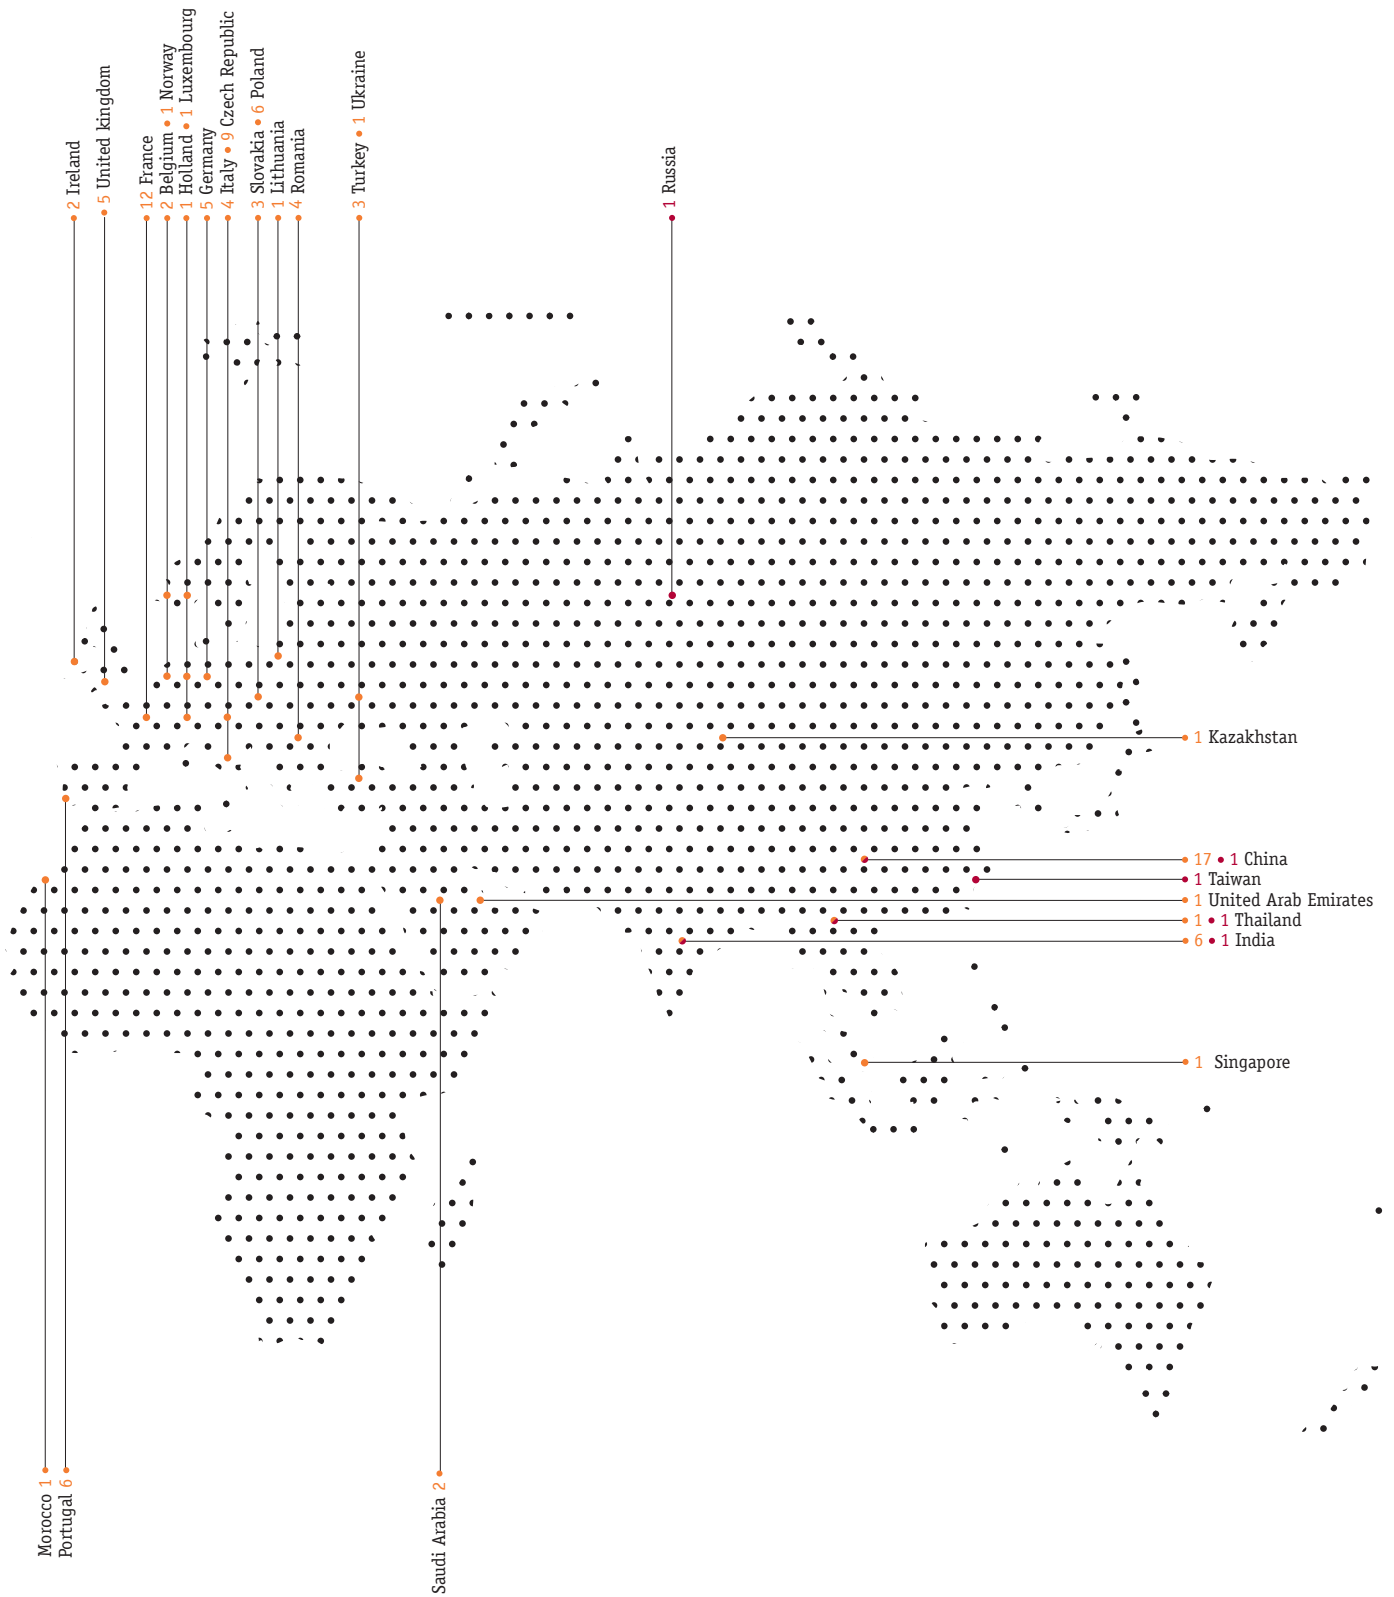 2 Ireland
5 United kingdom
12 France
2 Belgium • 1 Norway
1 Holland • 1 Luxembourg
5 Germany
4 Italy • 9 Czech Republic
3 Slovakia • 6 Poland
1 Lithuania
4 Romania
3 Turkey • 1 Ukraine
1 Russia
1 Kazakhstan
17 • 1 China
1 Taiwan
1 United Arab Emirates
1 • 1 Thailand
6 • 1 India
1 Singapore
Morocco 1
Portugal 6
Saudi Arabia 2